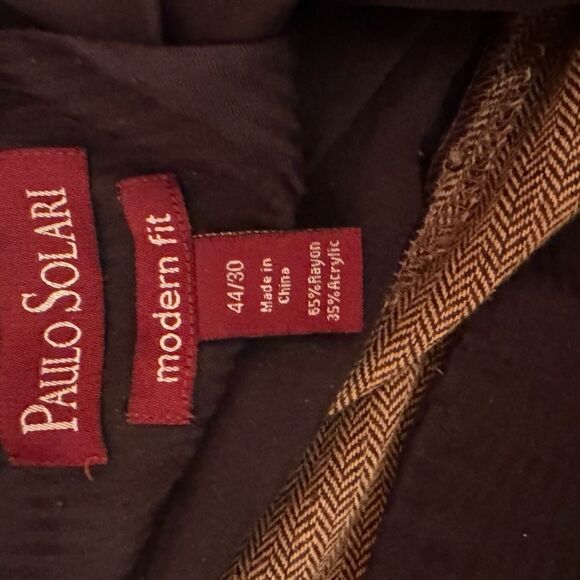 PAULO SOLARI
modern fit
44/30
Made in
China
65%Rayon
35%Acrylic